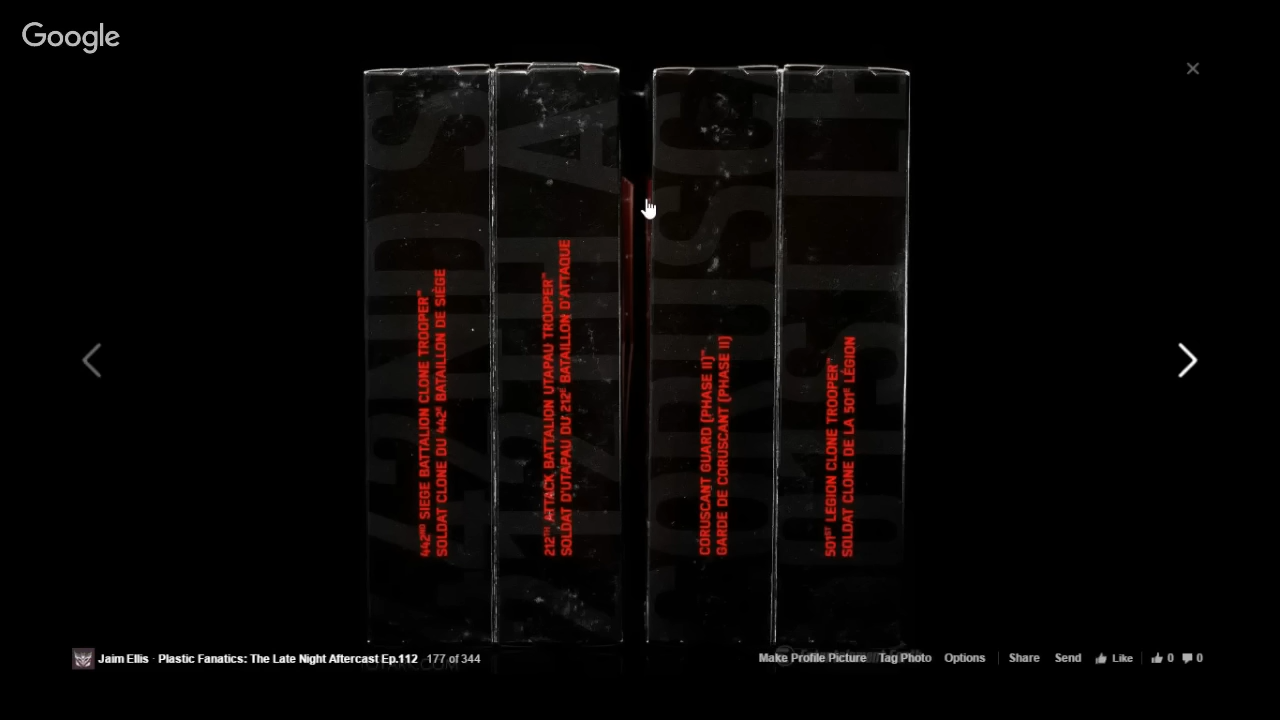 Google
442ND SIEGE BATTALION CLONE TROOPER™
SOLDAT CLONE DU 442E BATAILLON DE SIÈGE
212TH ATTACK BATTALION UTAPAU TROOPER™
SOLDAT D'UTAPAU DU 212E BATAILLON D'ATTAQUE
CORUSCANT GUARD (PHASE II)™
GARDE DE CORUSCANT (PHASE II)
501ST LEGION CLONE TROOPER™
SOLDAT CLONE DE LA 501E LÉGION
Jaim Ellis · Plastic Fanatics: The Late Night Aftercast Ep.112 · 177 of 344
Make Profile Picture Tag Photo Options Share Send Like 0 0